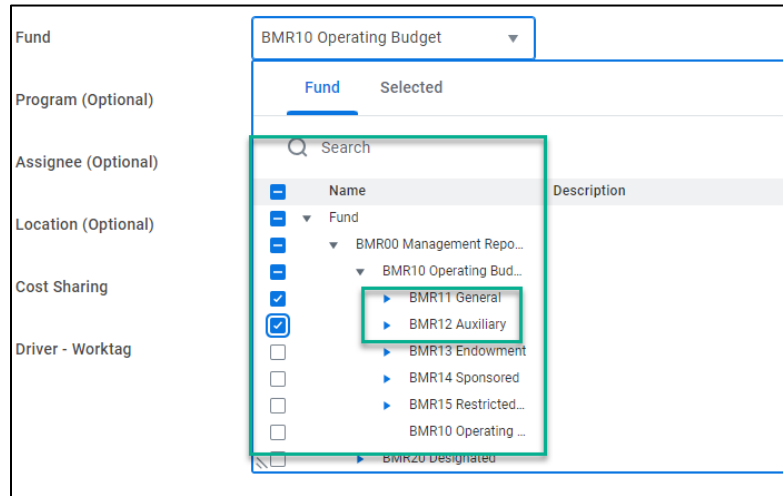 Fund
BMR10 Operating Budget
Program (Optional)
Fund Selected
Search
Assignee (Optional)
Name Description
Location (Optional)
Fund
BMR00 Management Repo...
Cost Sharing
BMR10 Operating Bud...
BMR11 General
BMR12 Auxiliary
Driver - Worktag
BMR13 Endowment
BMR14 Sponsored
BMR15 Restricted...
BMR10 Operating ...
BMR20 Designated